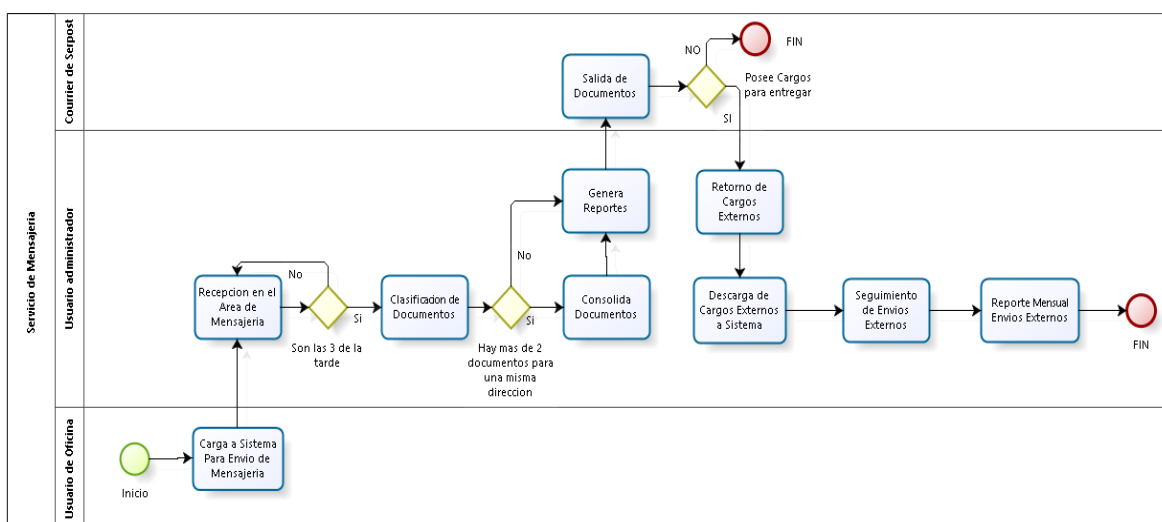 Servicio de Mensajeria
Courrier de Serpost
Salida de
Documentos
NO
FIN
Posee Cargos
para entregar
SI
Usuario administrador
Recepcion en el
Area de
Mensajeria
No
Si
Son las 3 de la
tarde
Clasificacion de
Documentos
No
Si
Hay mas de 2
documentos para
una misma
direccion
Genera
Reportes
Consolida
Documentos
Retorno de
Cargos
Externos
Descarga de
Cargos Externos
a Sistema
Seguimiento
de Envios
Externos
Reporte Mensual
Envios Externos
FIN
Usuario de Oficina
Inicio
Carga a Sistema
Para Envio de
Mensajeria